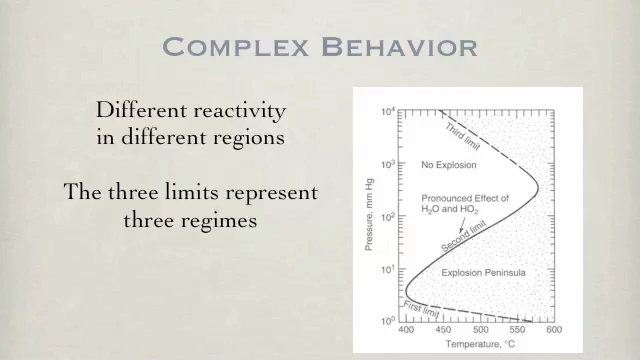 COMPLEX BEHAVIOR
Different reactivity
in different regions
The three limits represent
three regimes
10⁴
10³
10²
10¹
10⁰
Pressure, mm Hg
Third limit
No Explosion
Pronounced Effect of
H₂O and HO₂
Second limit
Explosion Peninsula
First limit
400 450 500 550 600
Temperature, °C